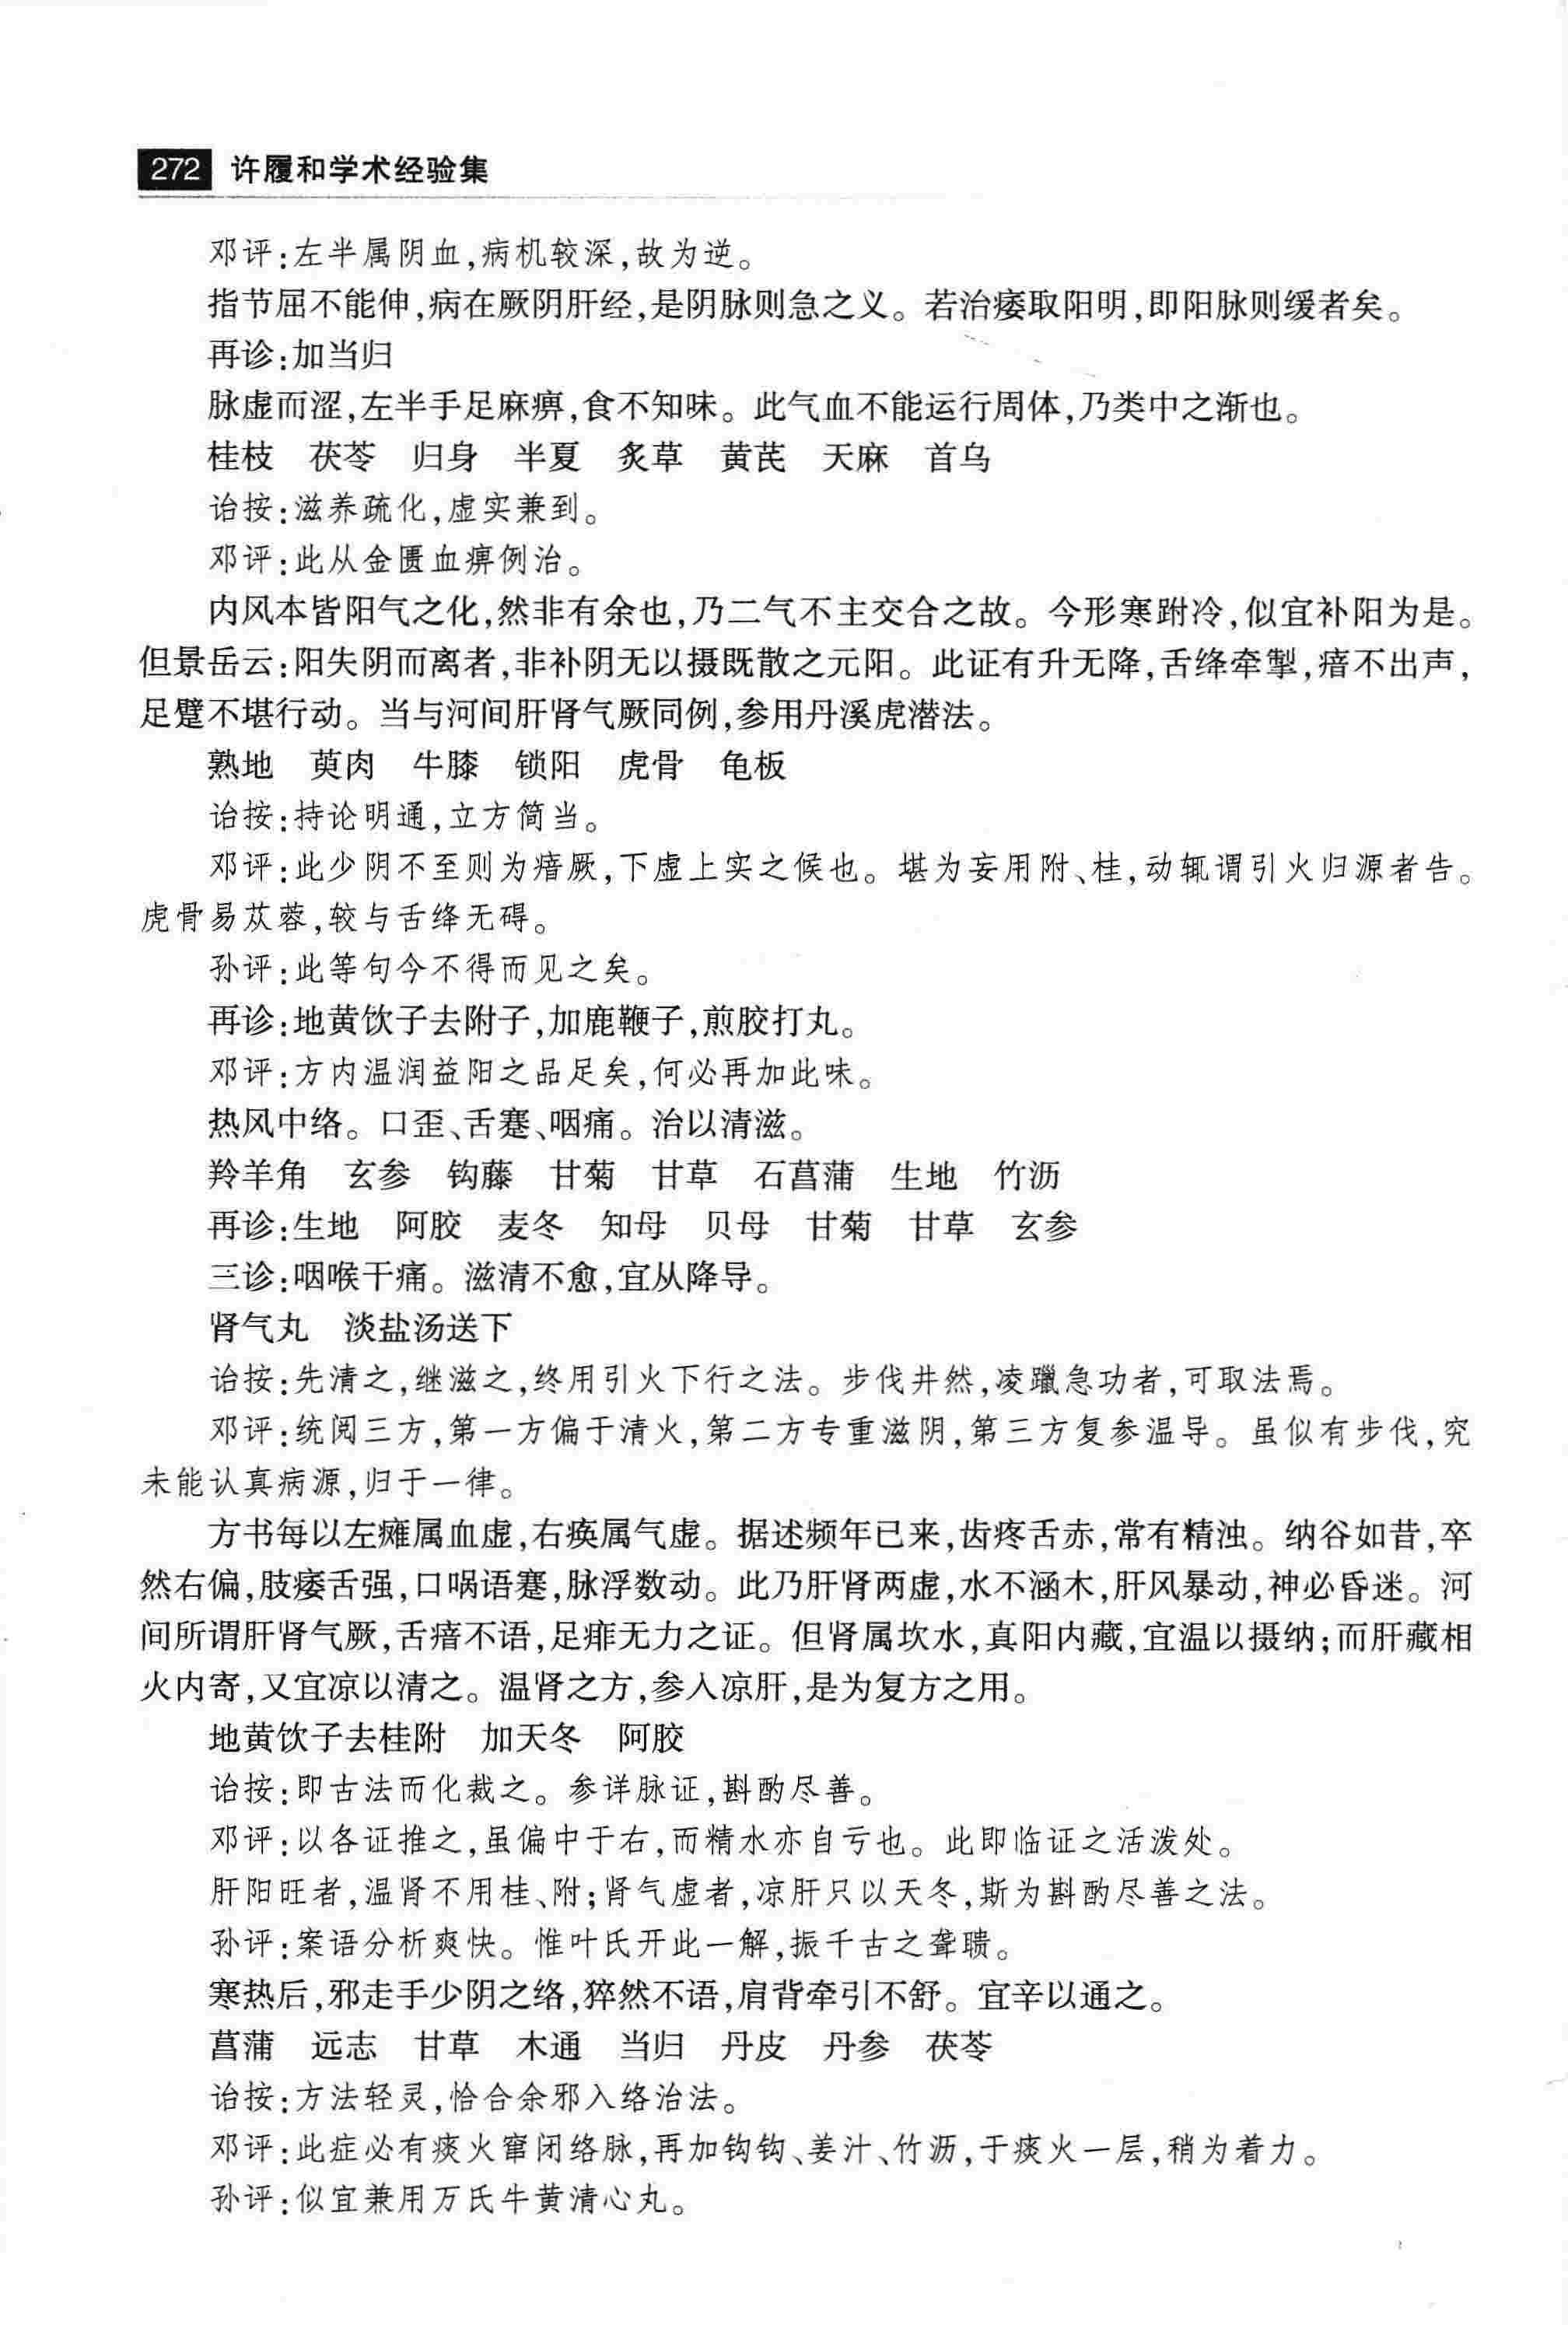 272 许履和学术经验集
邓评:左半属阴血,病机较深,故为逆。
指节屈不能伸,病在厥阴肝经,是阴脉则急之义。若治痿取阳明,即阳脉则缓者矣。
再诊:加当归
脉虚而涩,左半手足麻痹,食不知味。此气血不能运行周体,乃类中之渐也。
桂枝 茯苓 归身 半夏 炙草 黄芪 天麻 首乌
诒按:滋养疏化,虚实兼到。
邓评:此从金匮血痹例治。
内风本皆阳气之化,然非有余也,乃二气不主交合之故。今形寒跗冷,似宜补阳为是。
但景岳云:阳失阴而离者,非补阴无以摄既散之元阳。此证有升无降,舌绛牵掣,瘖不出声,
足躄不堪行动。当与河间肝肾气厥同例,参用丹溪虎潜法。
熟地 萸肉 牛膝 锁阳 虎骨 龟板
诒按:持论明通,立方简当。
邓评:此少阴不至则为瘖厥,下虚上实之候也。堪为妄用附、桂,动辄谓引火归源者告。
虎骨易苁蓉,较与舌绛无碍。
孙评:此等句今不得而见之矣。
再诊:地黄饮子去附子,加鹿鞭子,煎胶打丸。
邓评:方内温润益阳之品足矣,何必再加此味。
热风中络。口歪、舌蹇、咽痛。治以清滋。
羚羊角 玄参 钩藤 甘菊 甘草 石菖蒲 生地 竹沥
再诊:生地 阿胶 麦冬 知母 贝母 甘菊 甘草 玄参
三诊:咽喉干痛。滋清不愈,宜从降导。
肾气丸 淡盐汤送下
诒按:先清之,继滋之,终用引火下行之法。步伐井然,凌躐急功者,可取法焉。
邓评:统阅三方,第一方偏于清火,第二方专重滋阴,第三方复参温导。虽似有步伐,究
未能认真病源,归于一律。
方书每以左瘫属血虚,右痪属气虚。据述频年已来,齿疼舌赤,常有精浊。纳谷如昔,卒
然右偏,肢痿舌强,口㖞语蹇,脉浮数动。此乃肝肾两虚,水不涵木,肝风暴动,神必昏迷。河
间所谓肝肾气厥,舌瘖不语,足痱无力之证。但肾属坎水,真阳内藏,宜温以摄纳;而肝藏相
火内寄,又宜凉以清之。温肾之方,参入凉肝,是为复方之用。
地黄饮子去桂附 加天冬 阿胶
诒按:即古法而化裁之。参详脉证,斟酌尽善。
邓评:以各证推之,虽偏中于右,而精水亦自亏也。此即临证之活泼处。
肝阳旺者,温肾不用桂、附;肾气虚者,凉肝只以天冬,斯为斟酌尽善之法。
孙评:案语分析爽快。惟叶氏开此一解,振千古之聋聩。
寒热后,邪走手少阴之络,猝然不语,肩背牵引不舒。宜辛以通之。
菖蒲 远志 甘草 木通 当归 丹皮 丹参 茯苓
诒按:方法轻灵,恰合余邪入络治法。
邓评:此症必有痰火窜闭络脉,再加钩钩、姜汁、竹沥,于痰火一层,稍为着力。
孙评:似宜兼用万氏牛黄清心丸。